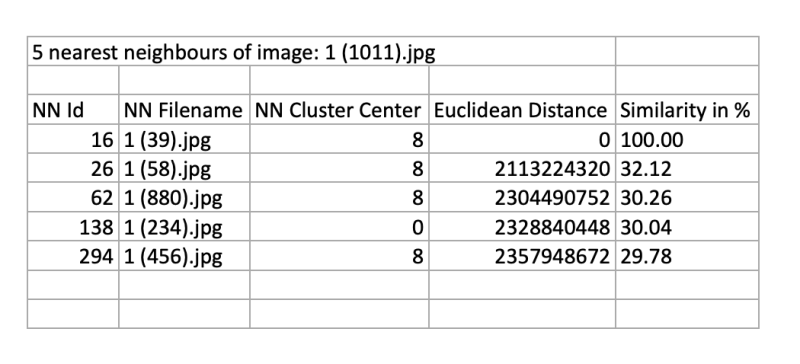 5 nearest neighbours of image: 1 (1011).jpg
NN Id NN Filename NN Cluster Center Euclidean Distance Similarity in %
16 1 (39).jpg 8 0 100.00
26 1 (58).jpg 8 2113224320 32.12
62 1 (880).jpg 8 2304490752 30.26
138 1 (234).jpg 0 2328840448 30.04
294 1 (456).jpg 8 2357948672 29.78